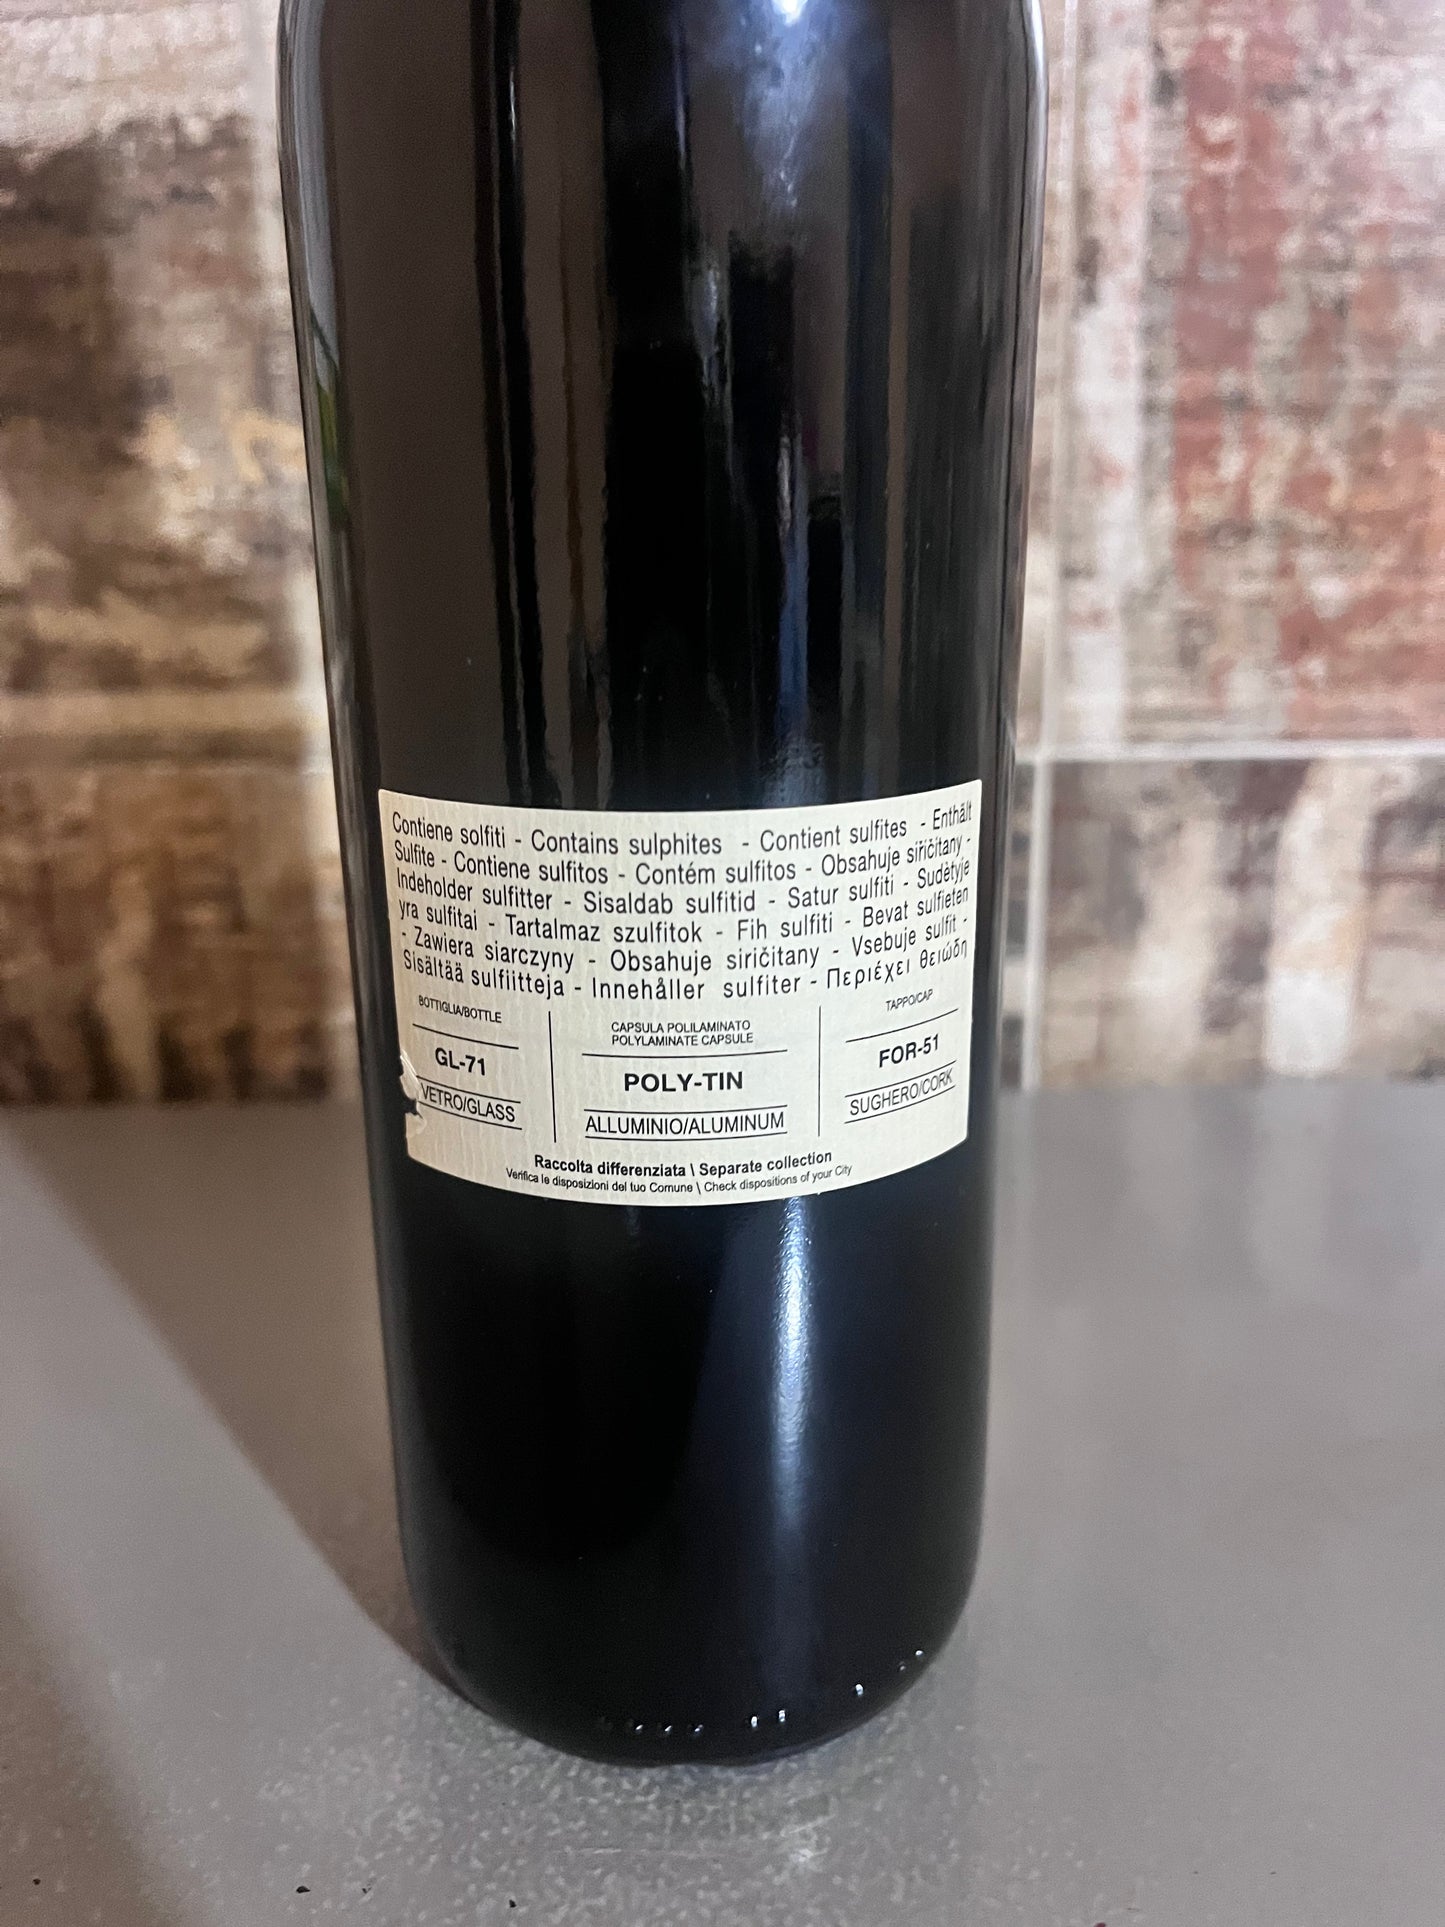 Contiene solfiti - Contains sulphites - Contient sulfites - Enthält
Sulfite - Contiene sulfitos - Contém sulfitos - Obsahuje siřičitany -
Indeholder sulfitter - Sisaldab sulfitid - Satur sulfiti - Sudėtyje
yra sulfitai - Tartalmaz szulfitok - Fih sulfiti - Bevat sulfieten
- Zawiera siarczyny - Obsahuje siričitany - Vsebuje sulfit -
Sisältää sulfiitteja - Innehåller sulfiter - Περιέχει θειώδη
BOTTIGLIA/BOTTLE
GL-71
VETRO/GLASS
CAPSULA POLILAMINATO
POLYLAMINATE CAPSULE
POLY-TIN
ALLUMINIO/ALUMINUM
TAPPO/CAP
FOR-51
SUGHERO/CORK
Raccolta differenziata \ Separate collection
Verifica le disposizioni del tuo Comune \ Check dispositions of your City